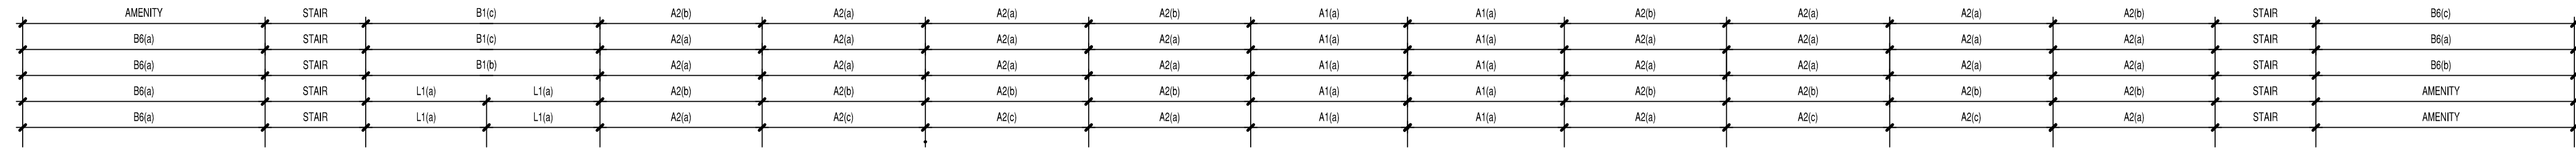 AMENITY STAIR B1(c) A2(b) A2(a) A2(a) A2(b) A1(a) A1(a) A2(b) A2(a) A2(a) A2(b) STAIR B6(c)
B6(a) STAIR B1(c) A2(a) A2(a) A2(a) A2(a) A1(a) A1(a) A2(a) A2(a) A2(a) A2(a) STAIR B6(a)
B6(a) STAIR B1(b) A2(a) A2(a) A2(a) A2(a) A1(a) A1(a) A2(a) A2(a) A2(a) A2(a) STAIR B6(b)
B6(a) STAIR L1(a) L1(a) A2(b) A2(b) A2(b) A2(b) A1(a) A1(a) A2(b) A2(b) A2(b) A2(b) STAIR AMENITY
B6(a) STAIR L1(a) L1(a) A2(a) A2(c) A2(c) A2(a) A1(a) A1(a) A2(a) A2(c) A2(c) A2(a) STAIR AMENITY